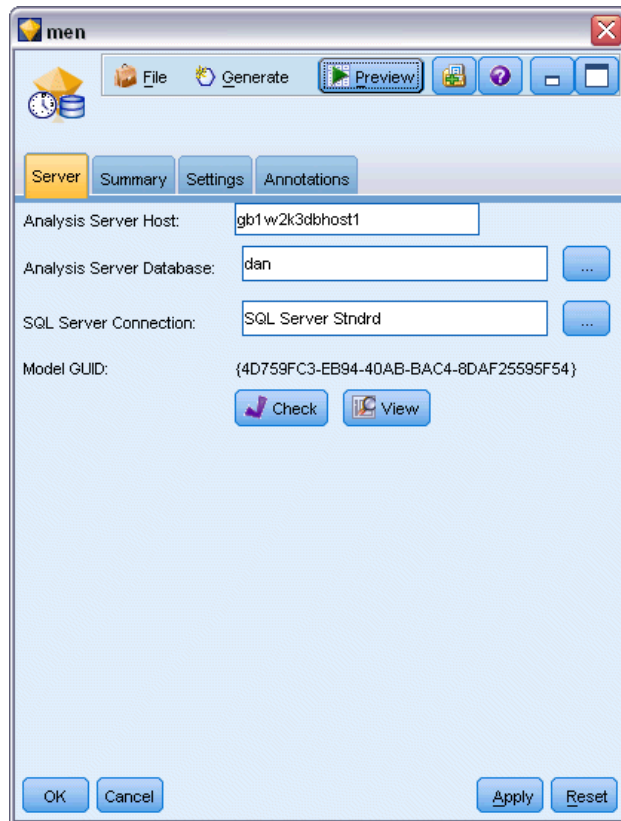 men
File Generate Preview
Server Summary Settings Annotations
Analysis Server Host: gb1w2k3dbhost1
Analysis Server Database: dan ...
SQL Server Connection: SQL Server Stndrd ...
Model GUID: {4D759FC3-EB94-40AB-BAC4-8DAF25595F54}
Check View
OK Cancel Apply Reset